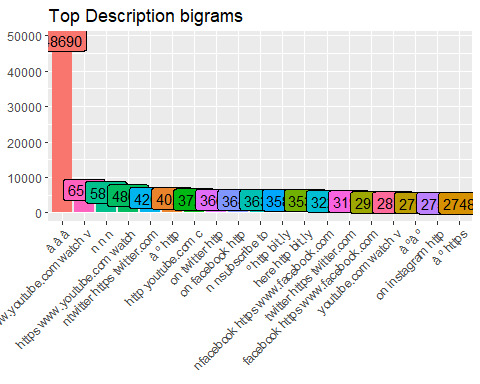 Top Description bigrams
50000
40000
30000
20000
10000
0
8690
65
58
48
42
40
37
36
36
36
35
35
32
31
29
28
27
27
2748
à à à
w.youtube.com watch v
n n n
https www.youtube.com watch
ntwitter https twitter.com
à º http
http youtube.com c
on twitter http
on facebook http
n nsubscribe to
º http bit.ly
here http bit.ly
nfacebook https www.facebook.com
twitter https twitter.com
facebook https www.facebook.com
youtube.com watch v
à º à º
on instagram http
à º https